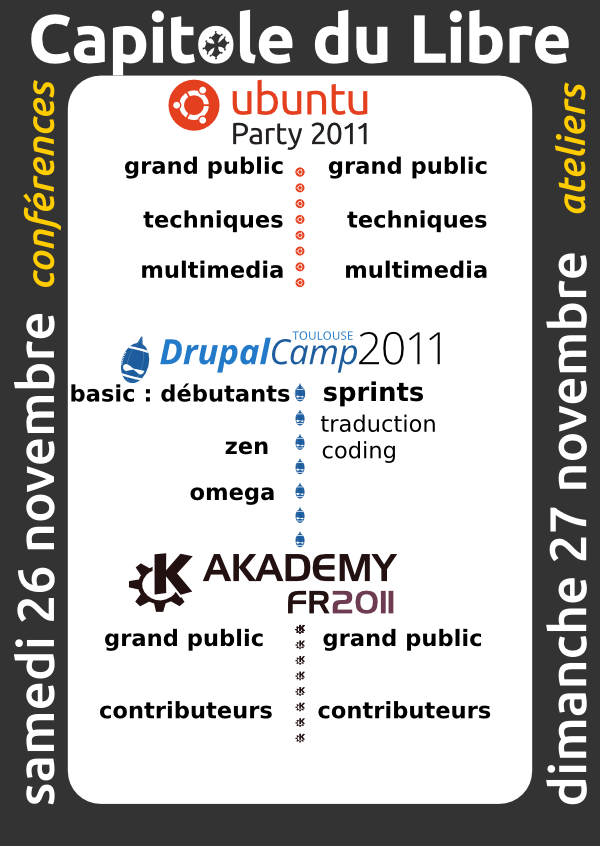 Capitole du Libre
conférences
samedi 26 novembre
ateliers
dimanche 27 novembre
ubuntu
Party 2011
grand public grand public
techniques techniques
multimedia multimedia
TOULOUSE
DrupalCamp2011
basic : débutants sprints
traduction
zen coding
omega
AKADEMY
FR2011
grand public grand public
contributeurs contributeurs